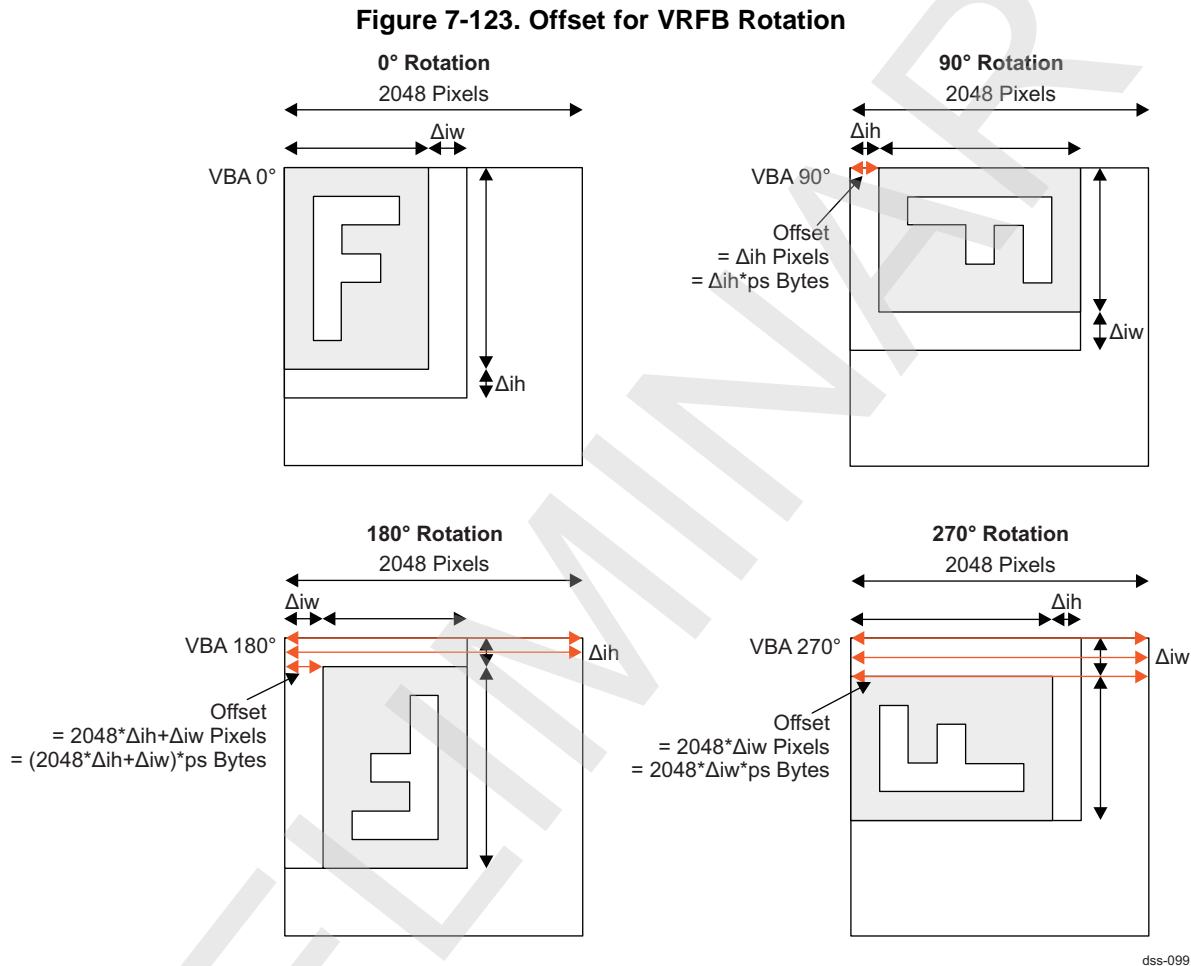 Figure 7-123. Offset for VRFB Rotation
0° Rotation
2048 Pixels
Δiw
VBA 0°
Δih
90° Rotation
2048 Pixels
Δih
VBA 90°
Offset
= Δih Pixels
= Δih*ps Bytes
Δiw
180° Rotation
2048 Pixels
Δiw
VBA 180°
Δih
Offset
= 2048*Δih+Δiw Pixels
= (2048*Δih+Δiw)*ps Bytes
270° Rotation
2048 Pixels
Δih
VBA 270°
Δiw
Offset
= 2048*Δiw Pixels
= 2048*Δiw*ps Bytes
F
F
F
F
dss-099
ELIMINAR